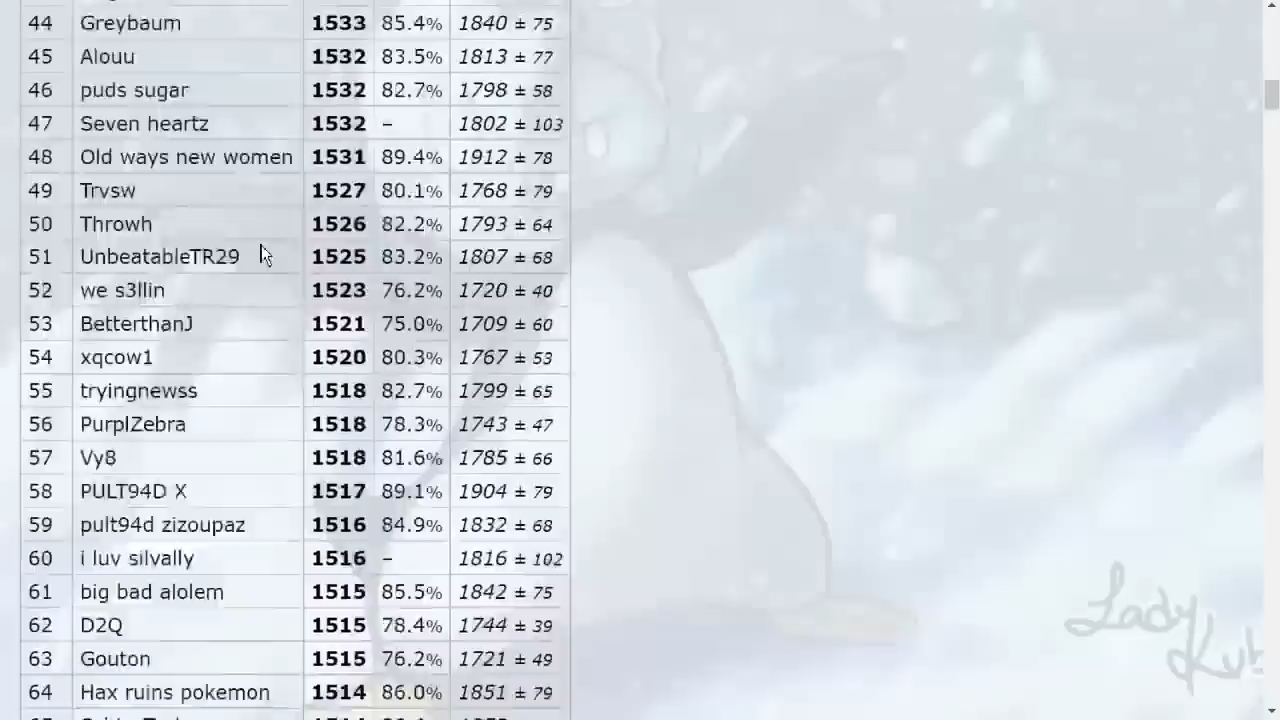 44 Greybaum 1533 85.4% 1840 ± 75
45 Alouu 1532 83.5% 1813 ± 77
46 puds sugar 1532 82.7% 1798 ± 58
47 Seven heartz 1532 – 1802 ± 103
48 Old ways new women 1531 89.4% 1912 ± 78
49 Trvsw 1527 80.1% 1768 ± 79
50 Throwh 1526 82.2% 1793 ± 64
51 UnbeatableTR29 1525 83.2% 1807 ± 68
52 we s3llin 1523 76.2% 1720 ± 40
53 BetterthanJ 1521 75.0% 1709 ± 60
54 xqcow1 1520 80.3% 1767 ± 53
55 tryingnewss 1518 82.7% 1799 ± 65
56 PurplZebra 1518 78.3% 1743 ± 47
57 Vy8 1518 81.6% 1785 ± 66
58 PULT94D X 1517 89.1% 1904 ± 79
59 pult94d zizoupaz 1516 84.9% 1832 ± 68
60 i luv silvally 1516 – 1816 ± 102
61 big bad alolem 1515 85.5% 1842 ± 75
62 D2Q 1515 78.4% 1744 ± 39
63 Gouton 1515 76.2% 1721 ± 49
64 Hax ruins pokemon 1514 86.0% 1851 ± 79
Lady